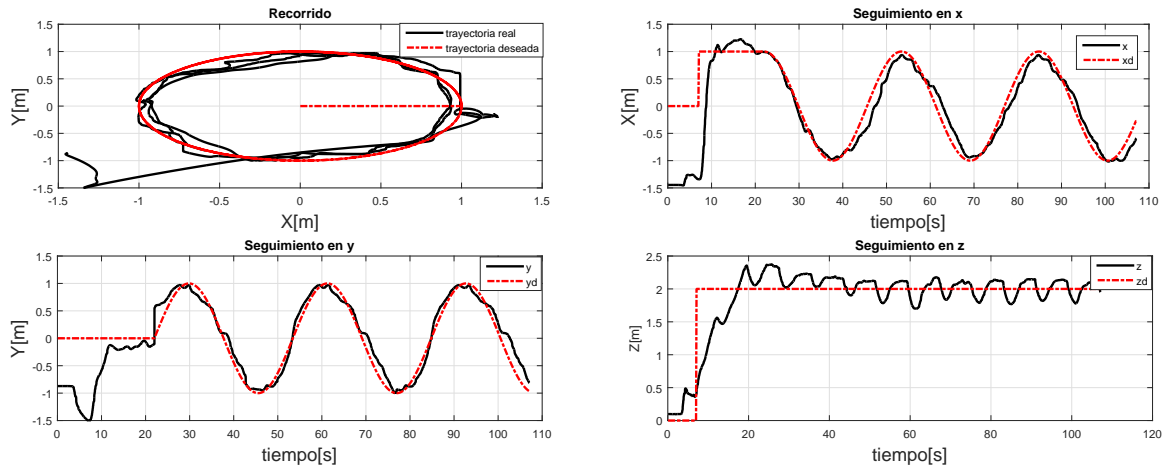 Recorrido
1.5
1
0.5
0
-0.5
-1
-1.5
Y[m]
-1.5 -1 -0.5 0 0.5 1 1.5
X[m]
trayectoria real
trayectoria deseada
Seguimiento en x
1.5
1
0.5
0
-0.5
-1
-1.5
X[m]
0 10 20 30 40 50 60 70 80 90 100 110
tiempo[s]
x
xd
Seguimiento en y
1.5
1
0.5
0
-0.5
-1
-1.5
Y[m]
0 10 20 30 40 50 60 70 80 90 100 110
tiempo[s]
y
yd
Seguimiento en z
2.5
2
1.5
1
0.5
0
Z[m]
0 20 40 60 80 100 120
tiempo[s]
z
zd